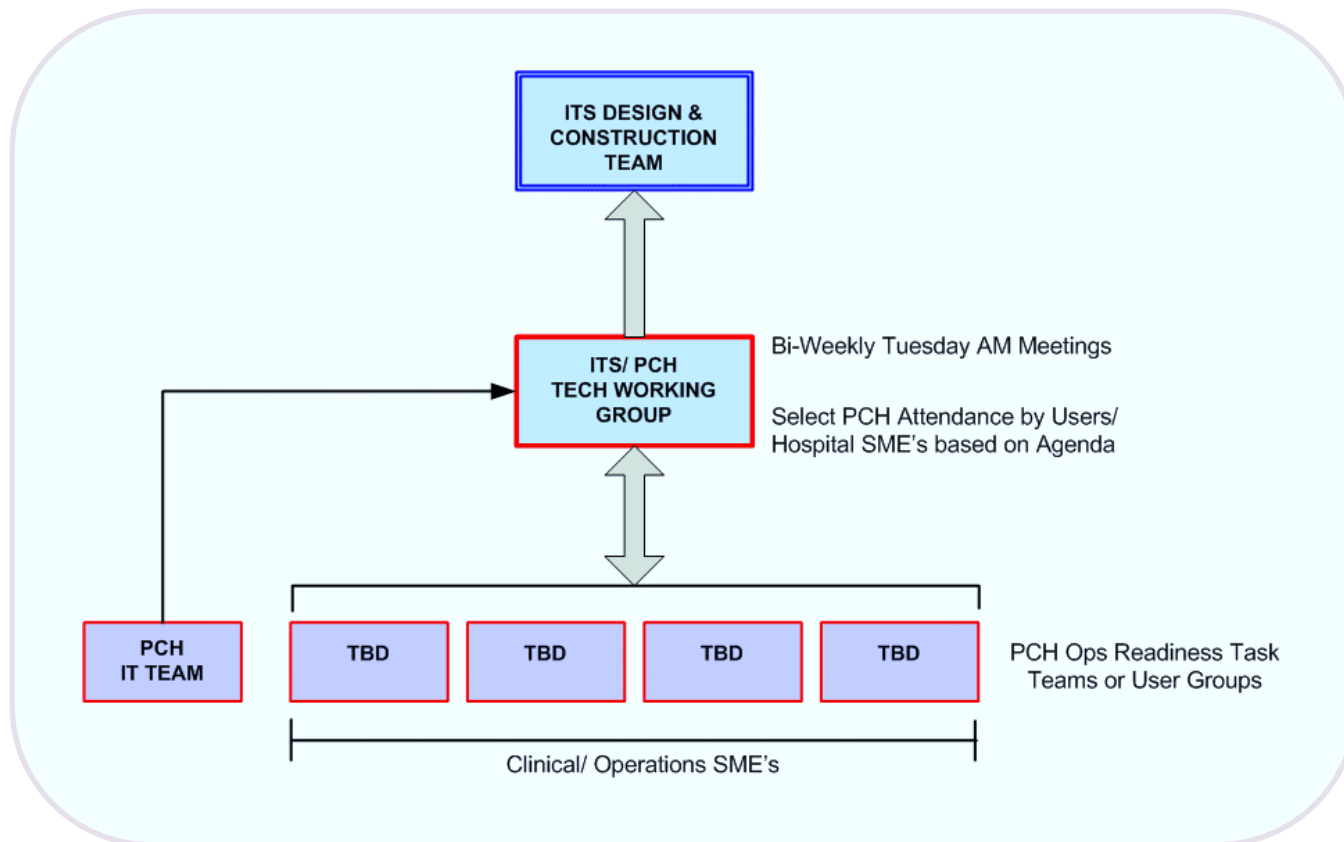 ITS DESIGN &
CONSTRUCTION
TEAM
ITS/ PCH
TECH WORKING
GROUP
Bi-Weekly Tuesday AM Meetings
Select PCH Attendance by Users/
Hospital SME's based on Agenda
PCH
IT TEAM
TBD
TBD
TBD
TBD
PCH Ops Readiness Task
Teams or User Groups
Clinical/ Operations SME's